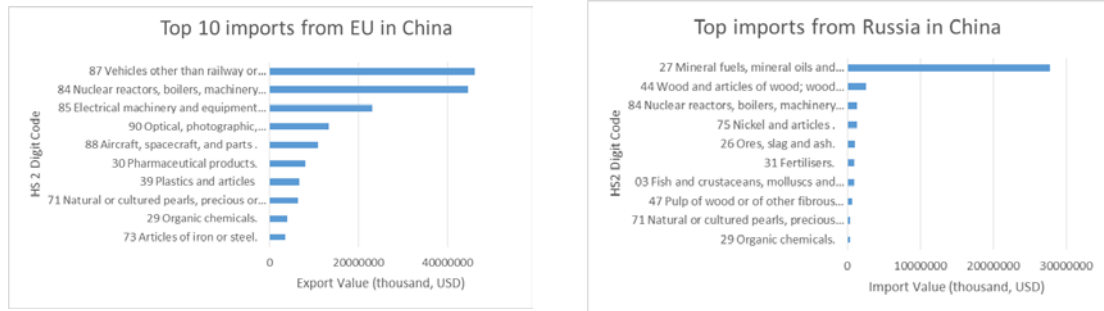 Top 10 imports from EU in China
HS 2 Digit Code
87 Vehicles other than railway or...
84 Nuclear reactors, boilers, machinery...
85 Electrical machinery and equipment...
90 Optical, photographic,...
88 Aircraft, spacecraft, and parts .
30 Pharmaceutical products.
39 Plastics and articles
71 Natural or cultured pearls, precious or...
29 Organic chemicals.
73 Articles of iron or steel.
0 20000000 40000000
Export Value (thousand, USD)
Top imports from Russia in China
HS2 Digit Code
27 Mineral fuels, mineral oils and...
44 Wood and articles of wood; wood...
84 Nuclear reactors, boilers, machinery...
75 Nickel and articles .
26 Ores, slag and ash.
31 Fertilisers.
03 Fish and crustaceans, molluscs and...
47 Pulp of wood or of other fibrous...
71 Natural or cultured pearls, precious...
29 Organic chemicals.
0 10000000 20000000 30000000
Import Value (thousand, USD)